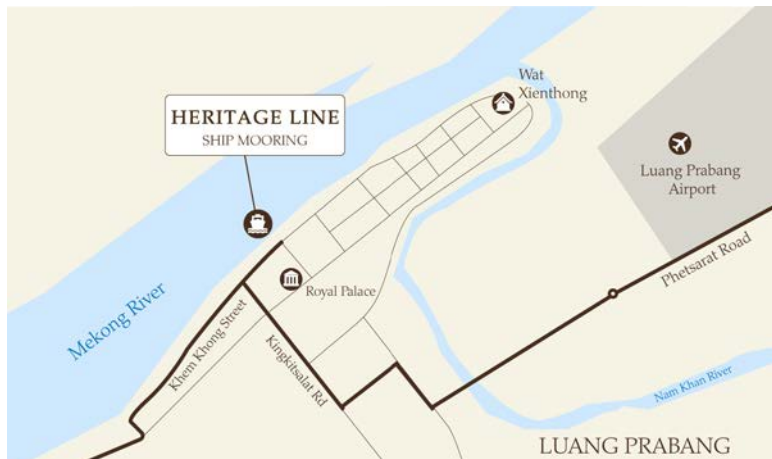 Wat
Xienthong
HERITAGE LINE
SHIP MOORING
Luang Prabang
Airport
Royal Palace
Phetsarat Road
Mekong River
Khem Khong Street
Kingkitsalat Rd
Nam Khan River
LUANG PRABANG